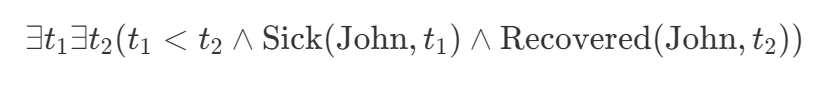 ∃t₁∃t₂(t₁ < t₂ ∧ Sick(John, t₁) ∧ Recovered(John, t₂))